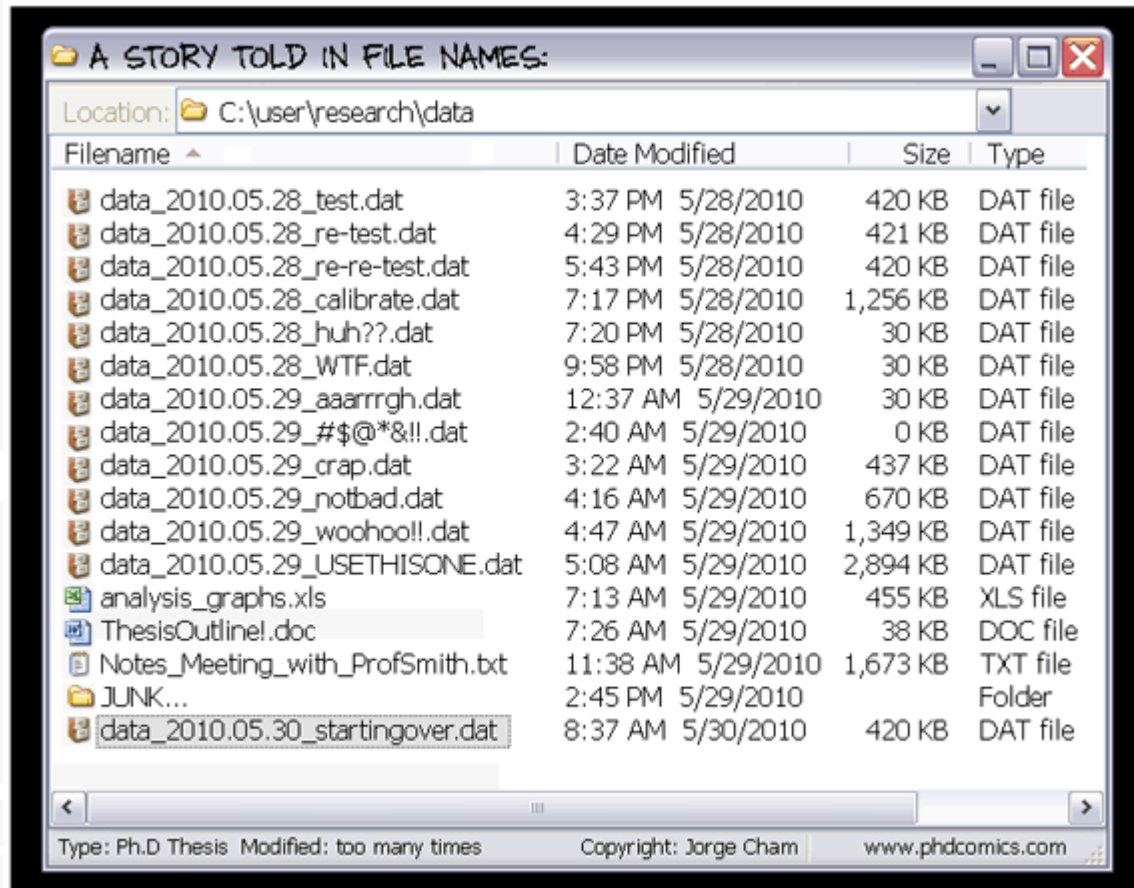 A STORY TOLD IN FILE NAMES:
Location: C:\user\research\data
Filename Date Modified Size Type
data_2010.05.28_test.dat 3:37 PM 5/28/2010 420 KB DAT file
data_2010.05.28_re-test.dat 4:29 PM 5/28/2010 421 KB DAT file
data_2010.05.28_re-re-test.dat 5:43 PM 5/28/2010 420 KB DAT file
data_2010.05.28_calibrate.dat 7:17 PM 5/28/2010 1,256 KB DAT file
data_2010.05.28_huh??.dat 7:20 PM 5/28/2010 30 KB DAT file
data_2010.05.28_WTF.dat 9:58 PM 5/28/2010 30 KB DAT file
data_2010.05.29_aaarrrgh.dat 12:37 AM 5/29/2010 30 KB DAT file
data_2010.05.29_#$@*&!!.dat 2:40 AM 5/29/2010 0 KB DAT file
data_2010.05.29_crap.dat 3:22 AM 5/29/2010 437 KB DAT file
data_2010.05.29_notbad.dat 4:16 AM 5/29/2010 670 KB DAT file
data_2010.05.29_woohoo!!.dat 4:47 AM 5/29/2010 1,349 KB DAT file
data_2010.05.29_USETHISONE.dat 5:08 AM 5/29/2010 2,894 KB DAT file
analysis_graphs.xls 7:13 AM 5/29/2010 455 KB XLS file
ThesisOutline!.doc 7:26 AM 5/29/2010 38 KB DOC file
Notes_Meeting_with_ProfSmith.txt 11:38 AM 5/29/2010 1,673 KB TXT file
JUNK... 2:45 PM 5/29/2010 Folder
data_2010.05.30_startingover.dat 8:37 AM 5/30/2010 420 KB DAT file
Type: Ph.D Thesis Modified: too many times Copyright: Jorge Cham www.phdcomics.com